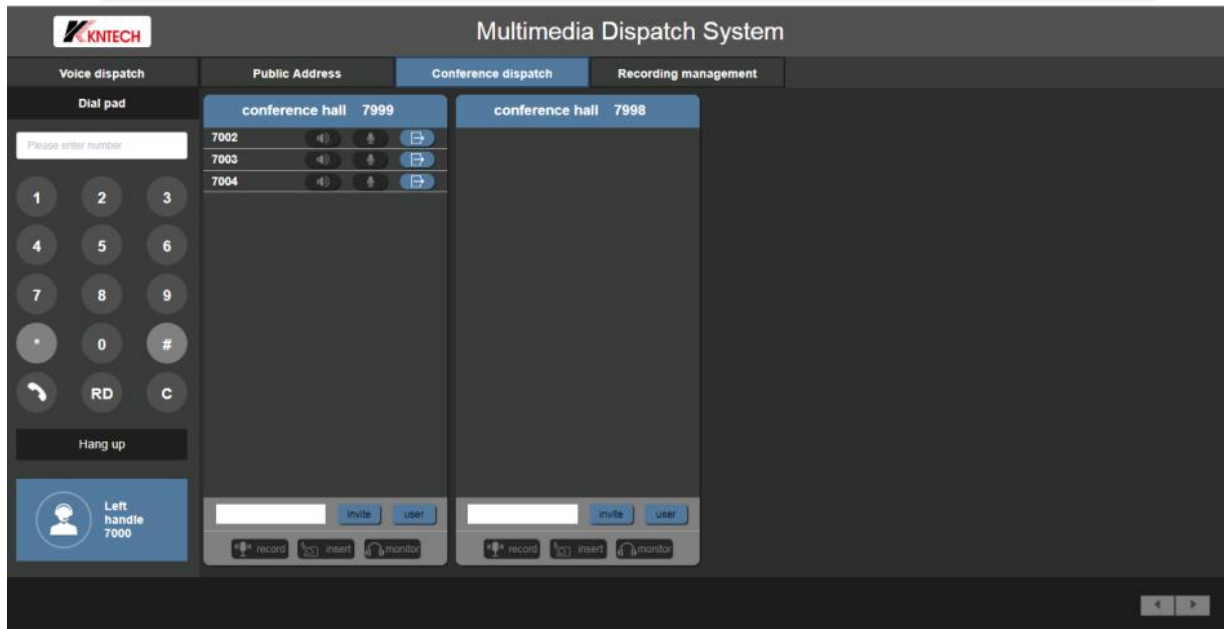 KNTECH
Multimedia Dispatch System
Voice dispatch
Public Address
Conference dispatch
Recording management
Dial pad
Please enter number
1 2 3
4 5 6
7 8 9
* 0 #
RD C
Hang up
Left
handle
7000
conference hall 7999
7002
7003
7004
invite user
record insert monitor
conference hall 7998
invite user
record insert monitor